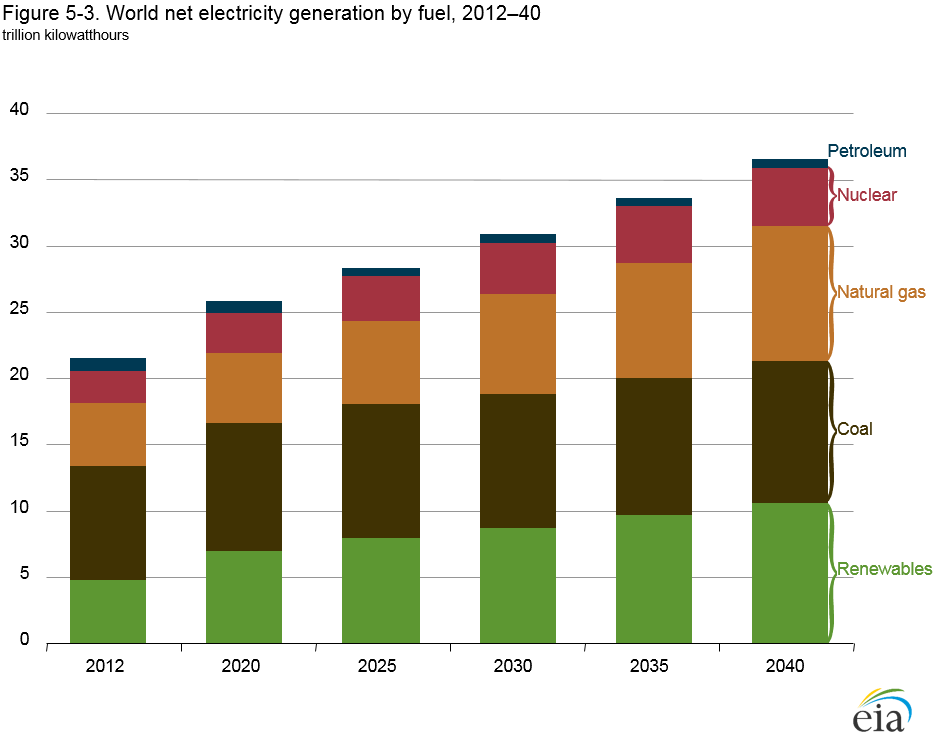 Figure 5-3. World net electricity generation by fuel, 2012–40
trillion kilowatthours
40
35
30
25
20
15
10
5
0
Petroleum
Nuclear
Natural gas
Coal
Renewables
2012 2020 2025 2030 2035 2040
eia